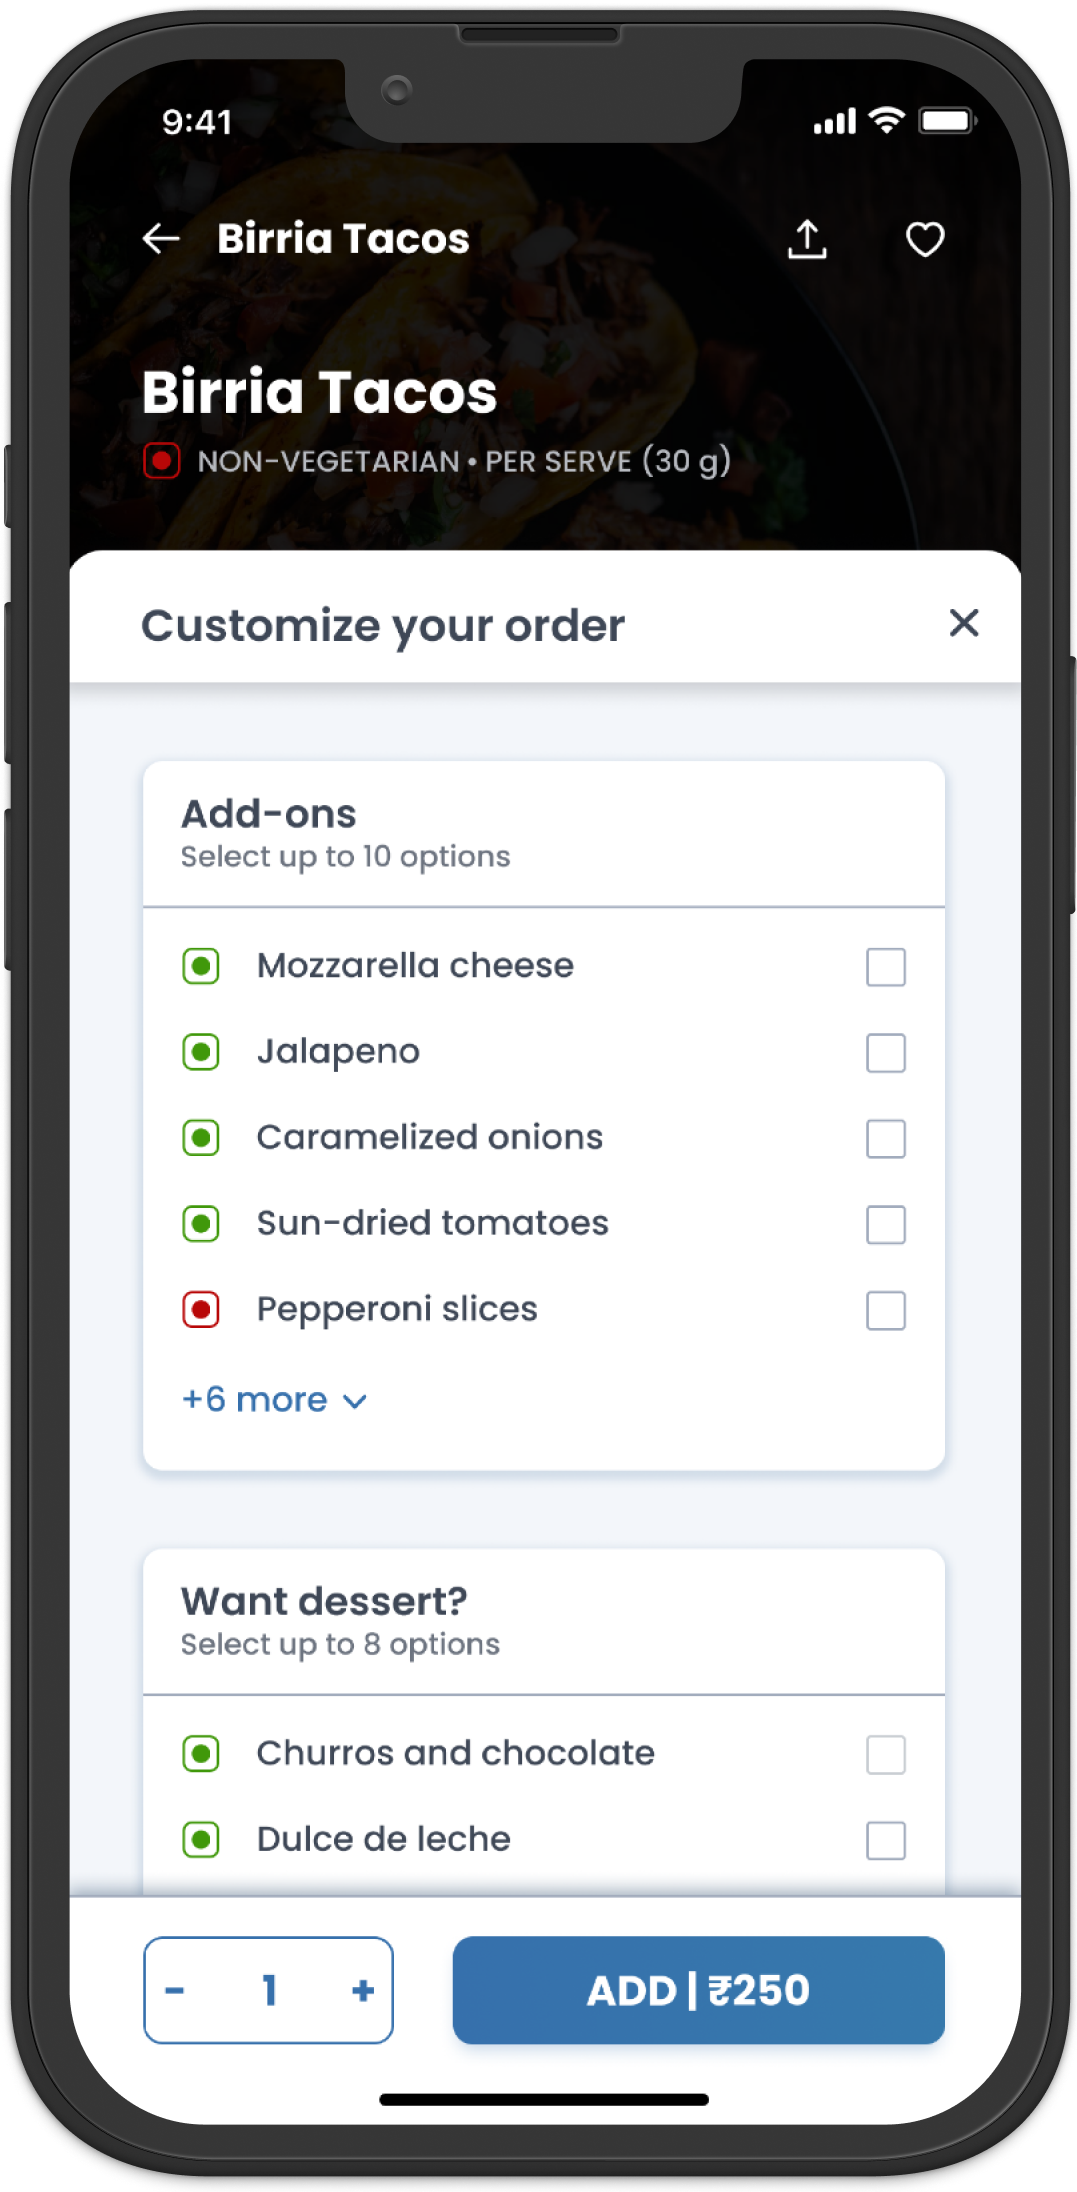 9:41
Birria Tacos
Birria Tacos
NON-VEGETARIAN • PER SERVE (30 g)
Customize your order
Add-ons
Select up to 10 options
Mozzarella cheese
Jalapeno
Caramelized onions
Sun-dried tomatoes
Pepperoni slices
+6 more
Want dessert?
Select up to 8 options
Churros and chocolate
Dulce de leche
- 1 +
ADD | ₹250